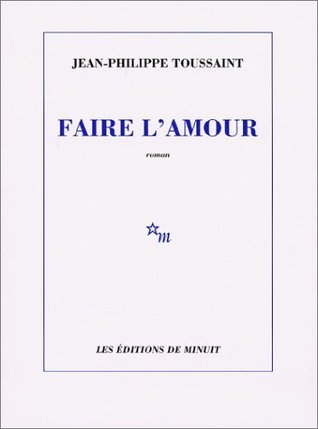 JEAN-PHILIPPE TOUSSAINT
FAIRE L'AMOUR
roman
m
LES ÉDITIONS DE MINUIT